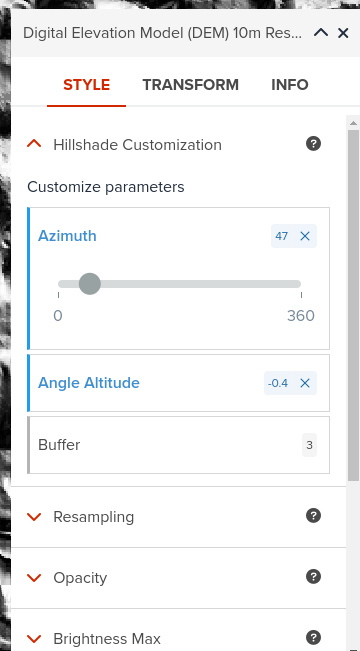 Digital Elevation Model (DEM) 10m Res...
STYLE TRANSFORM INFO
Hillshade Customization ?
Customize parameters
Azimuth 47
0 360
Angle Altitude -0.4
Buffer 3
Resampling ?
Opacity ?
Brightness Max ?